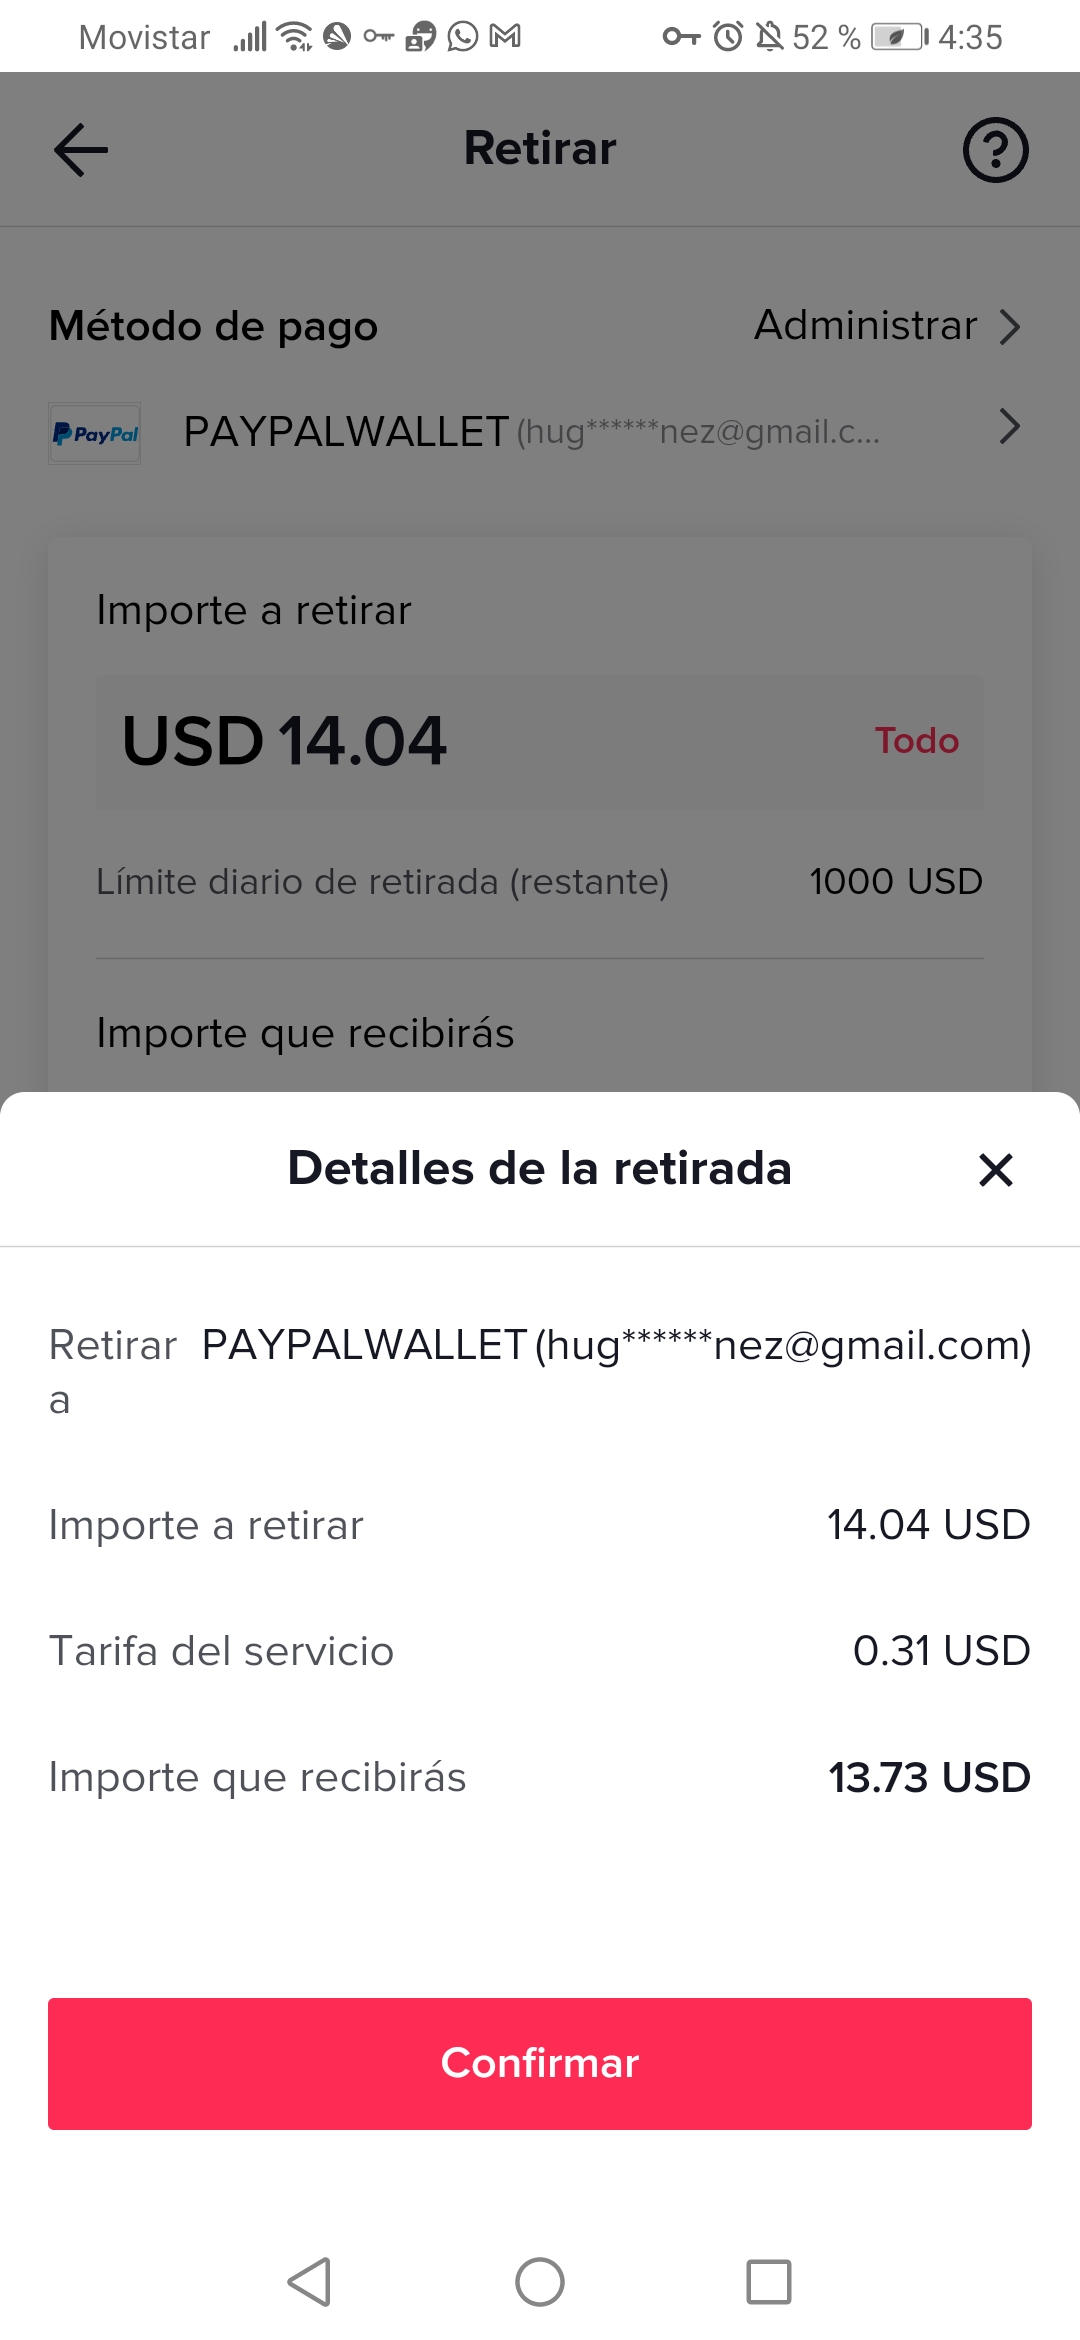 Movistar 52 % 4:35
Retirar
Método de pago Administrar
PayPal PAYPALWALLET (hug******nez@gmail.c...
Importe a retirar
USD 14.04 Todo
Límite diario de retirada (restante) 1000 USD
Importe que recibirás
Detalles de la retirada
Retirar PAYPALWALLET (hug******nez@gmail.com)
a
Importe a retirar 14.04 USD
Tarifa del servicio 0.31 USD
Importe que recibirás 13.73 USD
Confirmar